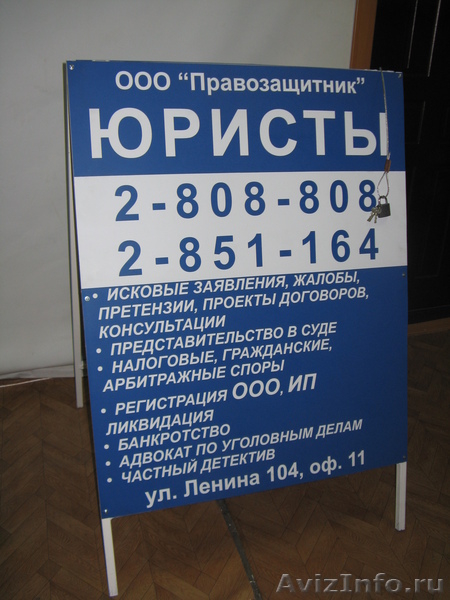 ООО "Правозащитник"
ЮРИСТЫ
2-808-808
2-851-164
• ИСКОВЫЕ ЗАЯВЛЕНИЯ, ЖАЛОБЫ,
ПРЕТЕНЗИИ, ПРОЕКТЫ ДОГОВОРОВ,
КОНСУЛЬТАЦИИ
• ПРЕДСТАВИТЕЛЬСТВО В СУДЕ
• НАЛОГОВЫЕ, ГРАЖДАНСКИЕ,
АРБИТРАЖНЫЕ СПОРЫ
• РЕГИСТРАЦИЯ ООО, ИП
ЛИКВИДАЦИЯ
• БАНКРОТСТВО
• АДВОКАТ ПО УГОЛОВНЫМ ДЕЛАМ
• ЧАСТНЫЙ ДЕТЕКТИВ
ул. Ленина 104, оф. 11
AvizInfo.ru